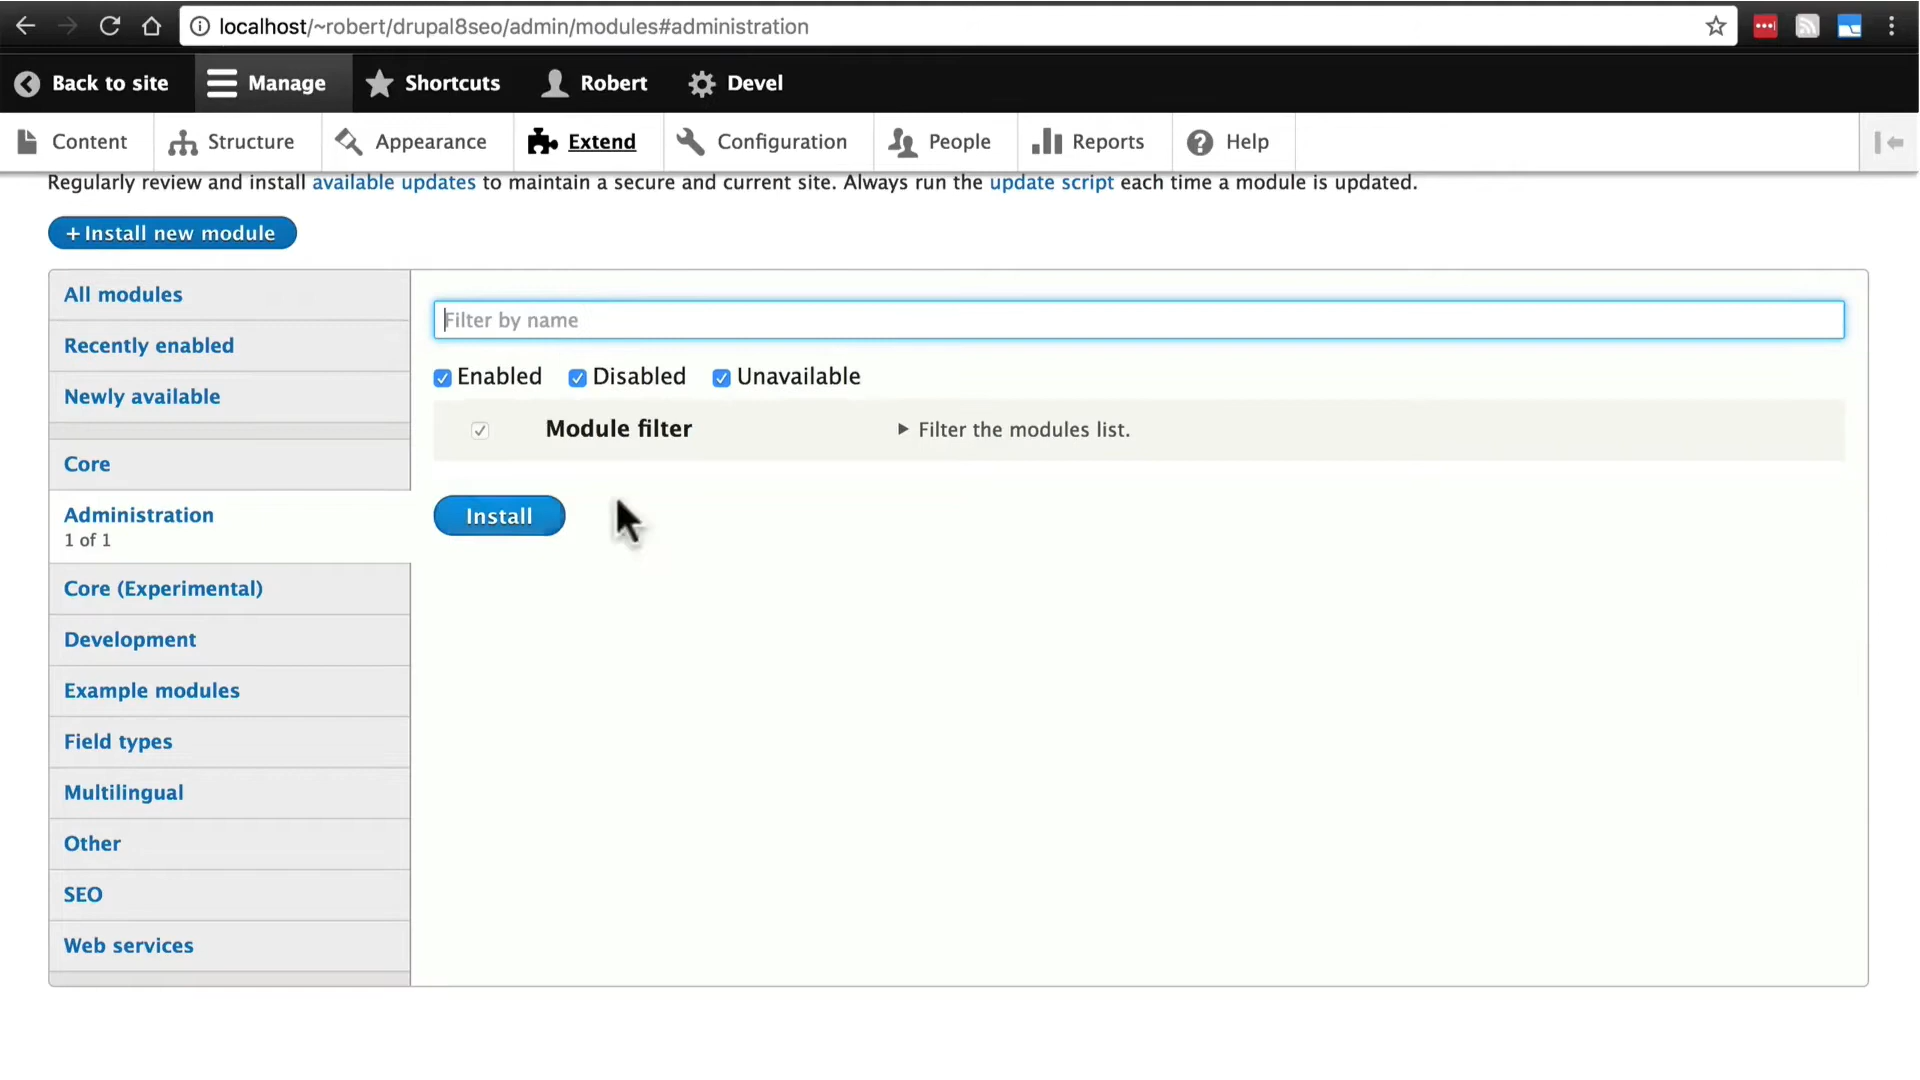 localhost/~robert/drupal8seo/admin/modules#administration
Back to site Manage Shortcuts Robert Devel
Content Structure Appearance Extend Configuration People Reports Help
Regularly review and install available updates to maintain a secure and current site. Always run the update script each time a module is updated.
+ Install new module
All modules
Recently enabled
Newly available
Core
Administration
1 of 1
Core (Experimental)
Development
Example modules
Field types
Multilingual
Other
SEO
Web services
Filter by name
Enabled Disabled Unavailable
Module filter Filter the modules list.
Install